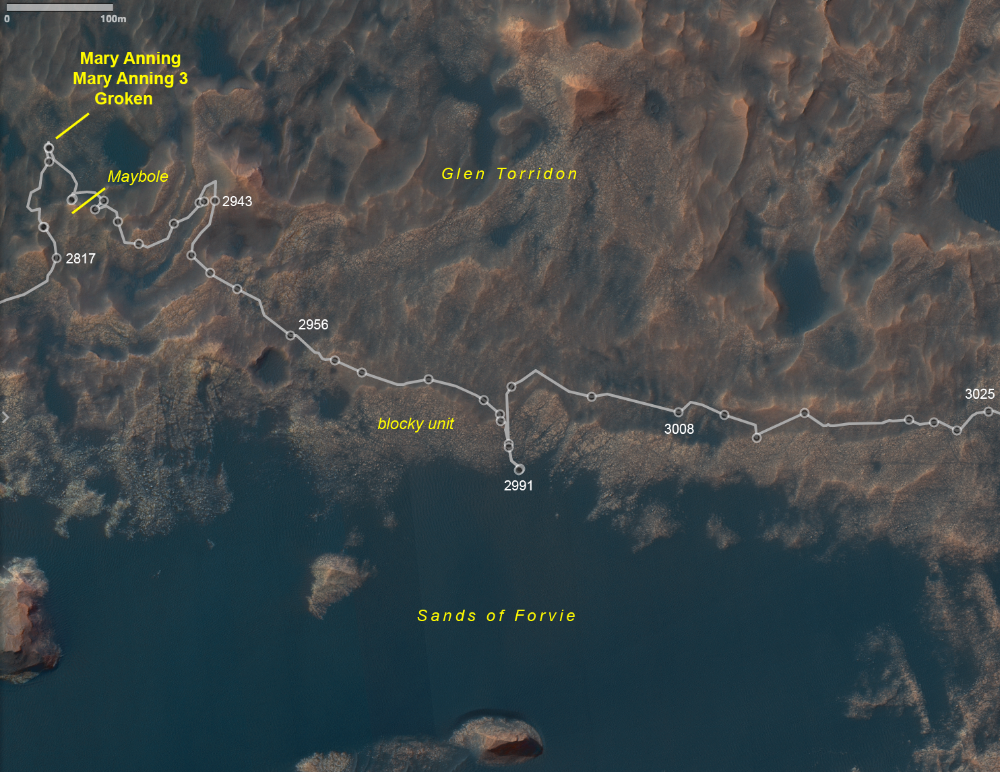 0 100m
Mary Anning
Mary Anning 3
Groken
Maybole
Glen Torridon
2943
2817
2956
3025
blocky unit
3008
2991
Sands of Forvie